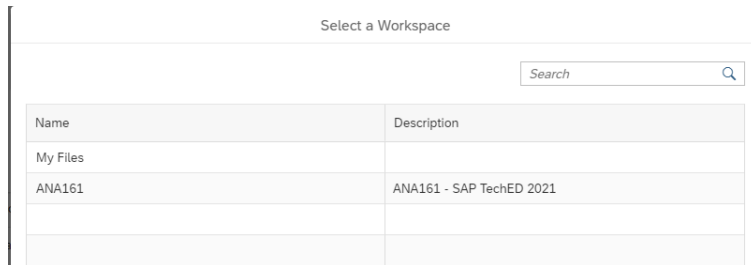 Select a Workspace
Search
Name Description
My Files
ANA161 ANA161 - SAP TechED 2021